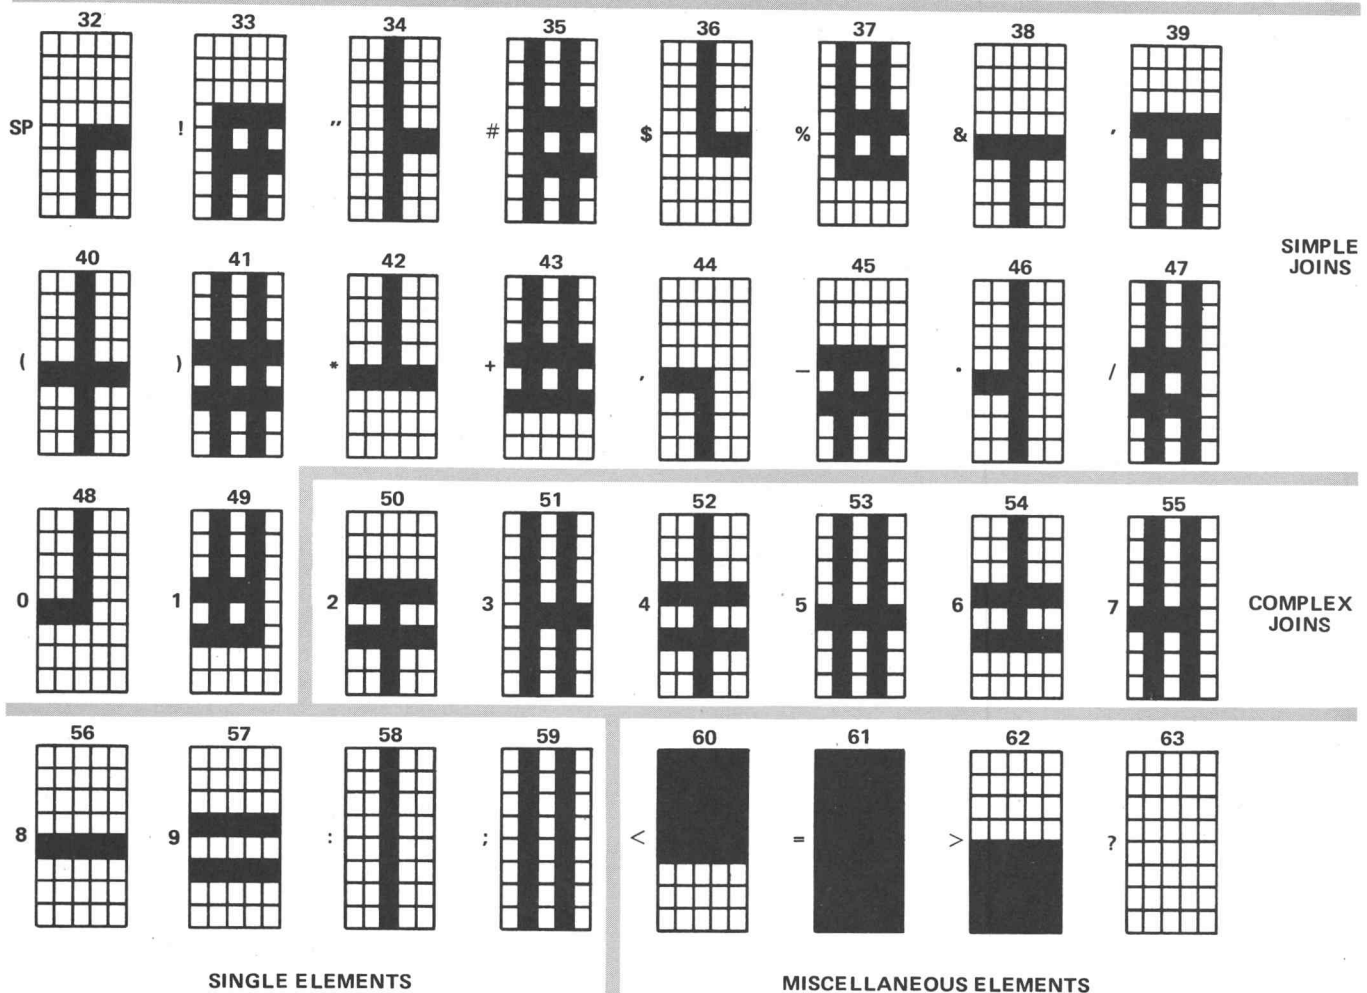 32 33 34 35 36 37 38 39
SP ! " # $ % & '
40 41 42 43 44 45 46 47
( ) * + , — • /
SIMPLE
JOINS
48 49 50 51 52 53 54 55
0 1 2 3 4 5 6 7
COMPLEX
JOINS
56 57 58 59 60 61 62 63
8 9 : ; < = > ?
SINGLE ELEMENTS
MISCELLANEOUS ELEMENTS